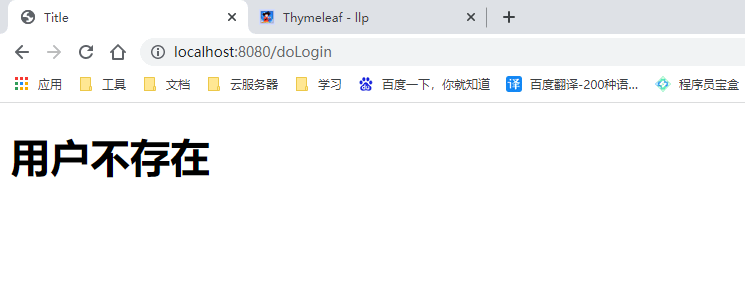 Title
Thymeleaf - llp
localhost:8080/doLogin
应用 工具 文档 云服务器 学习 百度一下，你就知道 译 百度翻译-200种语... 程序员宝盒
用户不存在